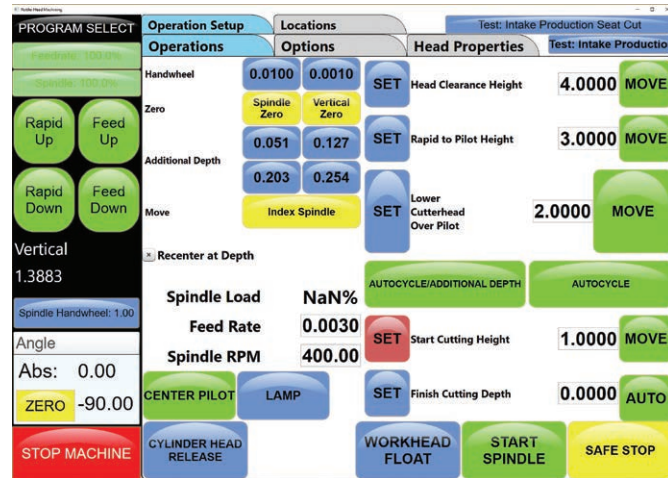 PROGRAM SELECT
Feedrate: 100.0%
Spindle: 100.0%
Rapid Up
Feed Up
Rapid Down
Feed Down
Vertical
1.3883
Spindle Handwheel: 1.00
Angle
Abs: 0.00
ZERO -90.00
STOP MACHINE
Operation Setup
Locations
Test: Intake Production Seat Cut
Operations
Options
Head Properties
Test: Intake Productio
Handwheel
0.0100
0.0010
Zero
Spindle Zero
Vertical Zero
Additional Depth
0.051
0.127
0.203
0.254
Move
Index Spindle
Recenter at Depth
Spindle Load NaN%
Feed Rate 0.0030
Spindle RPM 400.00
CENTER PILOT
LAMP
CYLINDER HEAD RELEASE
SET Head Clearance Height 4.0000 MOVE
SET Rapid to Pilot Height 3.0000 MOVE
SET Lower Cutterhead Over Pilot 2.0000 MOVE
AUTOCYCLE/ADDITIONAL DEPTH
AUTOCYCLE
SET Start Cutting Height 1.0000 MOVE
SET Finish Cutting Depth 0.0000 AUTO
WORKHEAD FLOAT
START SPINDLE
SAFE STOP